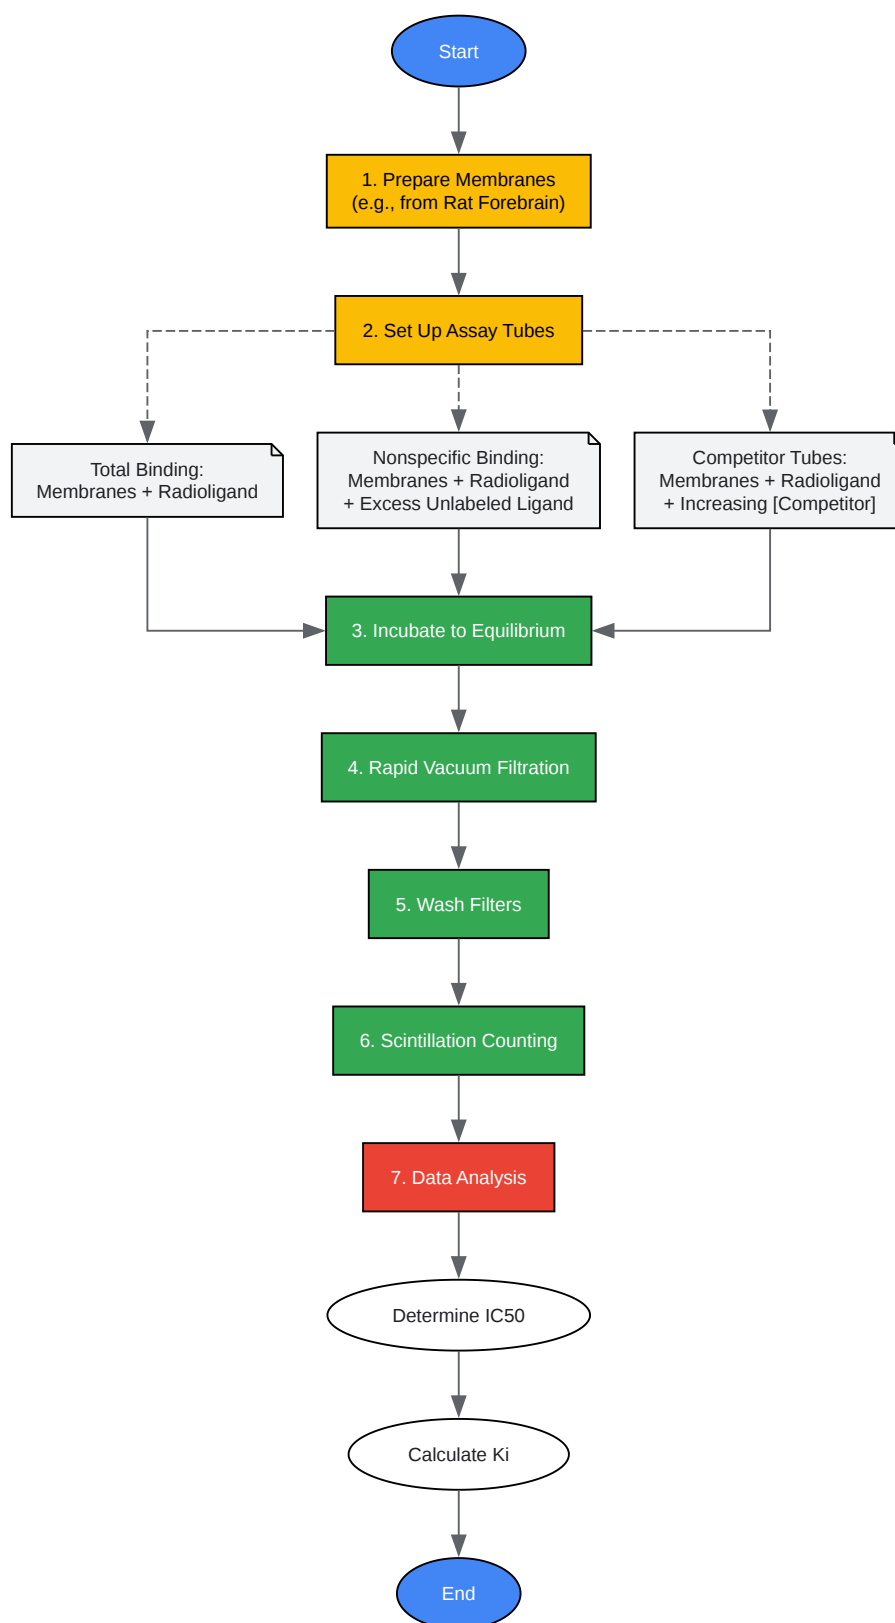 Start
1. Prepare Membranes
(e.g., from Rat Forebrain)
2. Set Up Assay Tubes
Total Binding:
Membranes + Radioligand
Nonspecific Binding:
Membranes + Radioligand
+ Excess Unlabeled Ligand
Competitor Tubes:
Membranes + Radioligand
+ Increasing [Competitor]
3. Incubate to Equilibrium
4. Rapid Vacuum Filtration
5. Wash Filters
6. Scintillation Counting
7. Data Analysis
Determine IC50
Calculate Ki
End